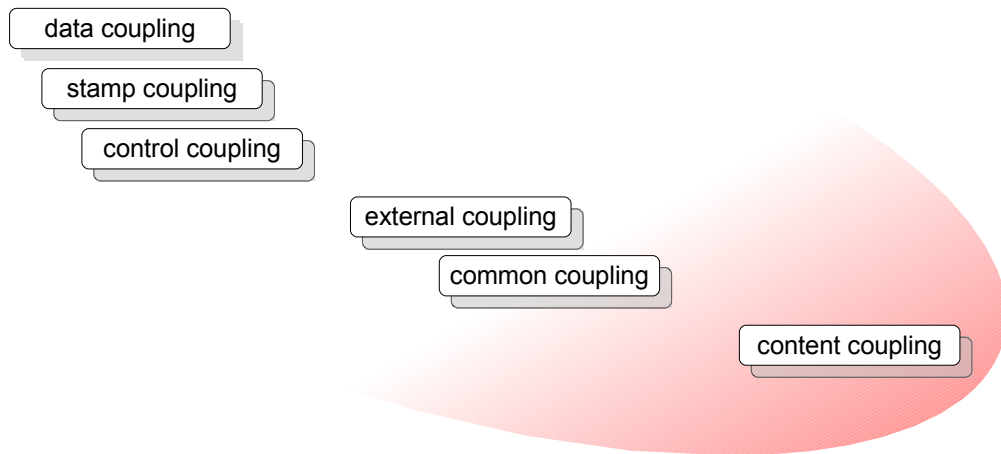 data coupling
stamp coupling
control coupling
external coupling
common coupling
content coupling